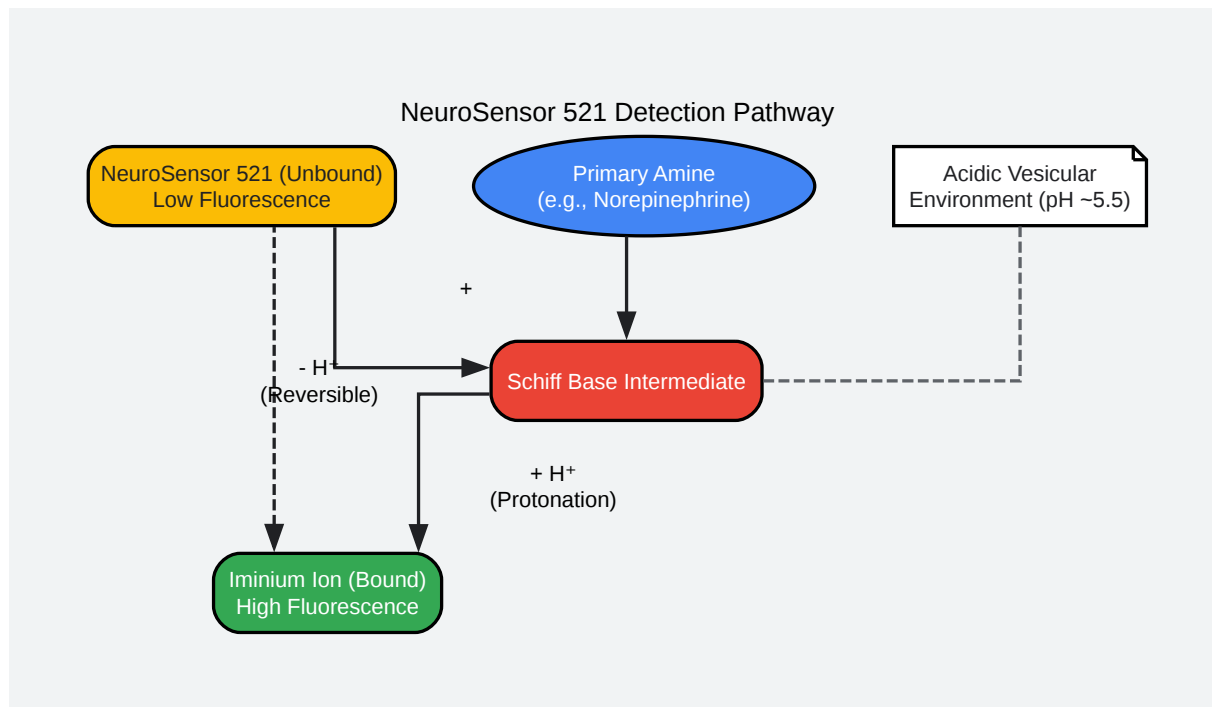 NeuroSensor 521 Detection Pathway
NeuroSensor 521 (Unbound)
Low Fluorescence
Primary Amine
(e.g., Norepinephrine)
Acidic Vesicular
Environment (pH ~5.5)
+
- H⁺
(Reversible)
Schiff Base Intermediate
+ H⁺
(Protonation)
Iminium Ion (Bound)
High Fluorescence